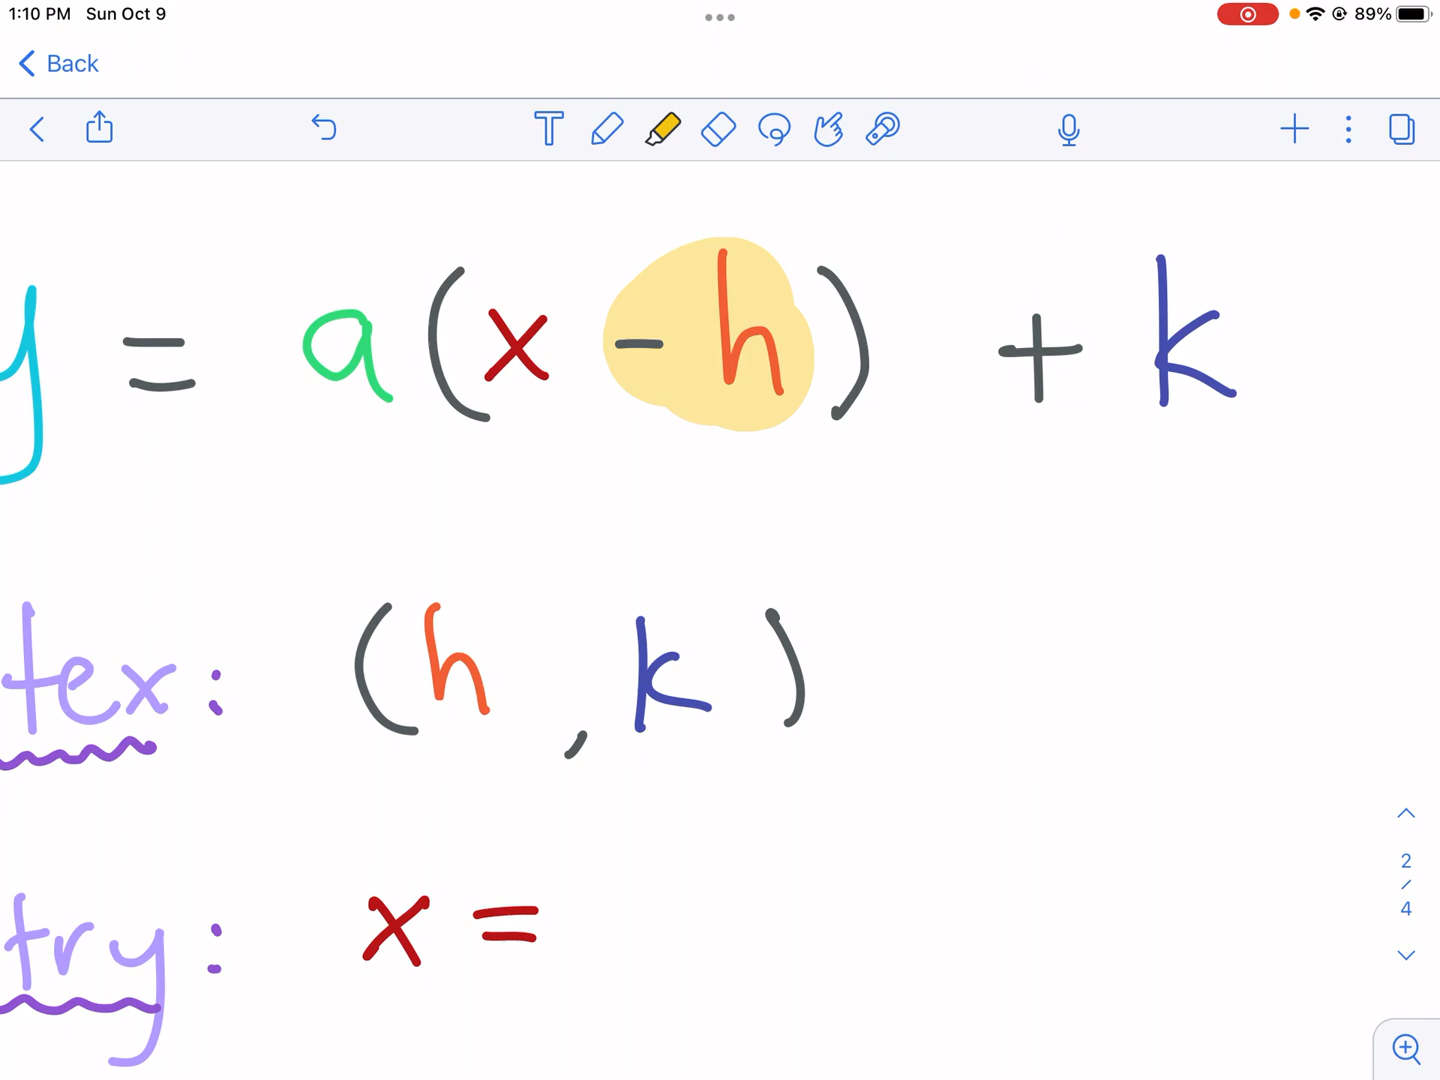 1:10 PM Sun Oct 9 89%
Back
y = a(x - h) + k
tex: (h, k)
2
/
4
try: x =